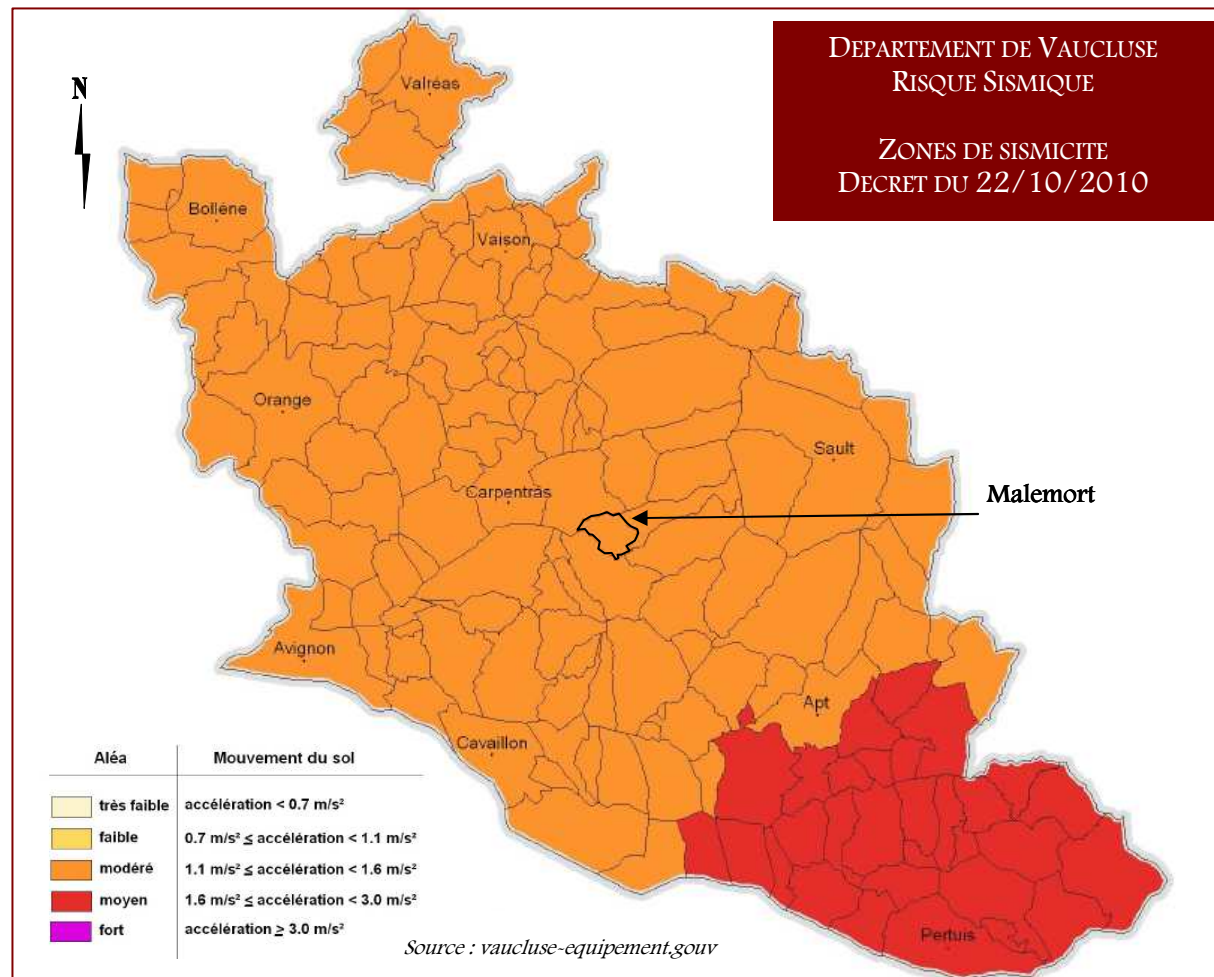 DEPARTEMENT DE VAUCLUSE
RISQUE SISMIQUE
ZONES DE SISMICITE
DECRET DU 22/10/2010
N
Valréas
Bollène
Vaison
Orange
Sault
Carpentras
Malemort
Avignon
Apt
Cavaillon
Pertuis
Aléa Mouvement du sol
très faible accélération < 0.7 m/s²
faible 0.7 m/s² ≤ accélération < 1.1 m/s²
modéré 1.1 m/s² ≤ accélération < 1.6 m/s²
moyen 1.6 m/s² ≤ accélération < 3.0 m/s²
fort accélération ≥ 3.0 m/s²
Source : vaucluse-equipement.gouv